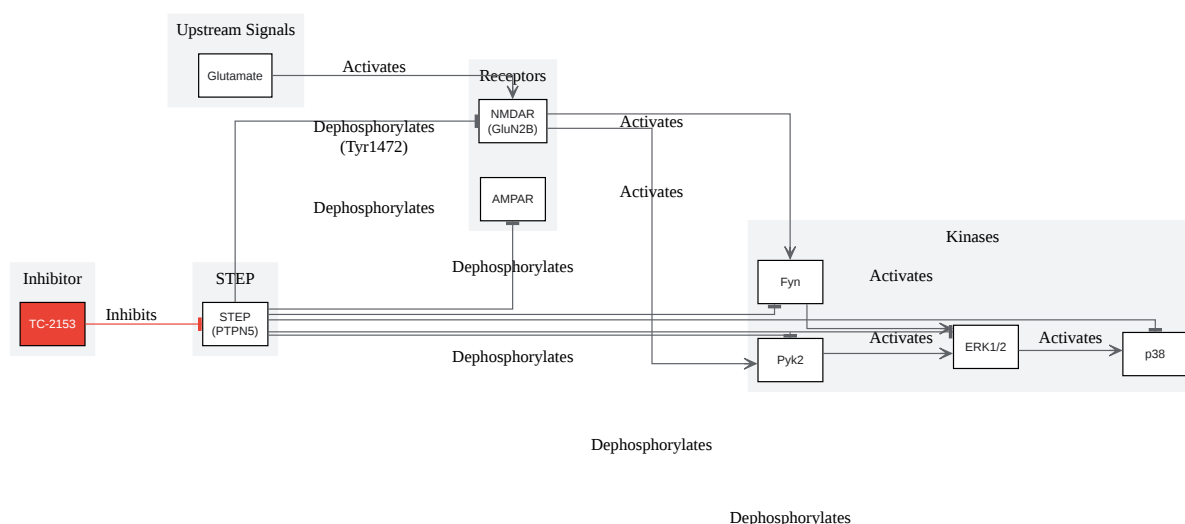 Upstream Signals
Glutamate
Activates
Receptors
NMDAR
(GluN2B)
Dephosphorylates
(Tyr1472)
Activates
AMPAR
Dephosphorylates
Activates
Kinases
Inhibitor
STEP
Dephosphorylates
Fyn
Activates
TC-2153
Inhibits
STEP
(PTPN5)
Dephosphorylates
Pyk2
Activates
ERK1/2
Activates
p38
Dephosphorylates
Dephosphorylates